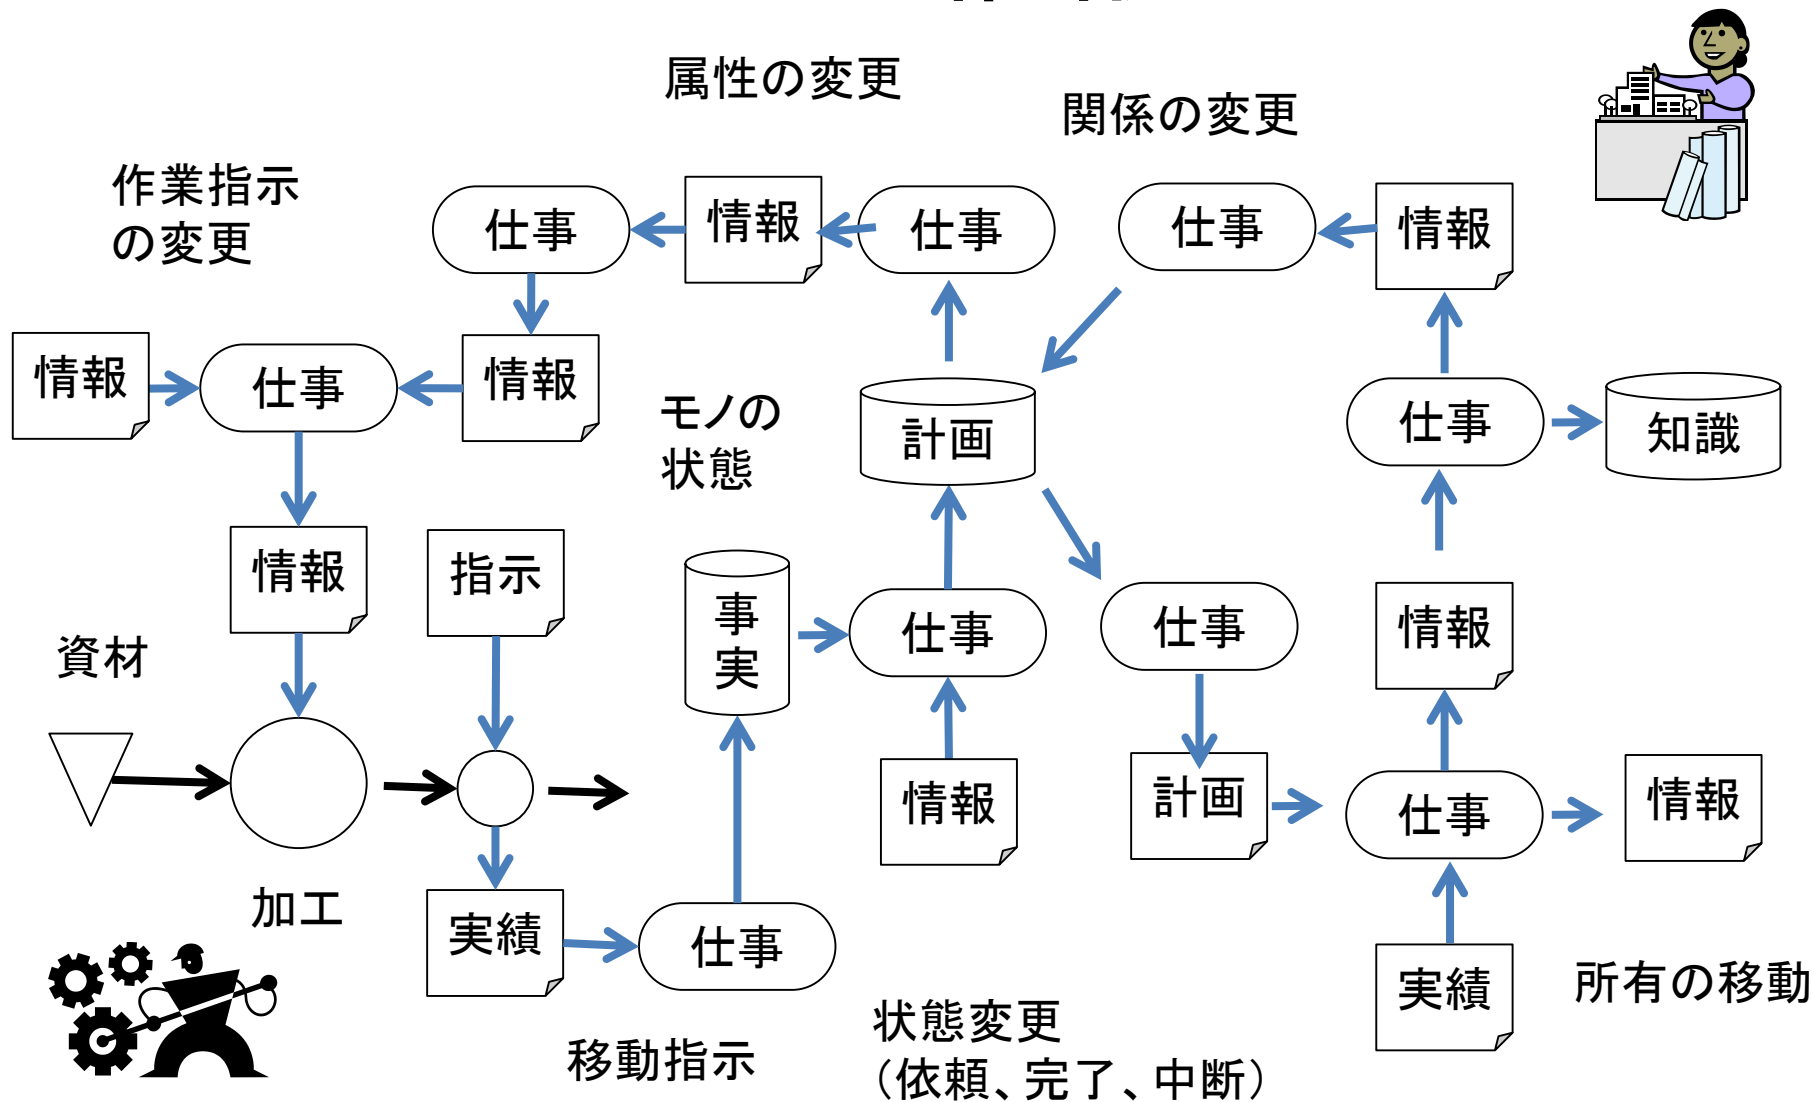 属性の変更
関係の変更
作業指示
の変更
仕事
情報
仕事
仕事
情報
情報
仕事
情報
モノの
状態
計画
仕事
知識
情報
指示
事
実
仕事
仕事
情報
資材
情報
計画
仕事
情報
加工
実績
仕事
実績
所有の移動
移動指示
状態変更
（依頼、完了、中断）